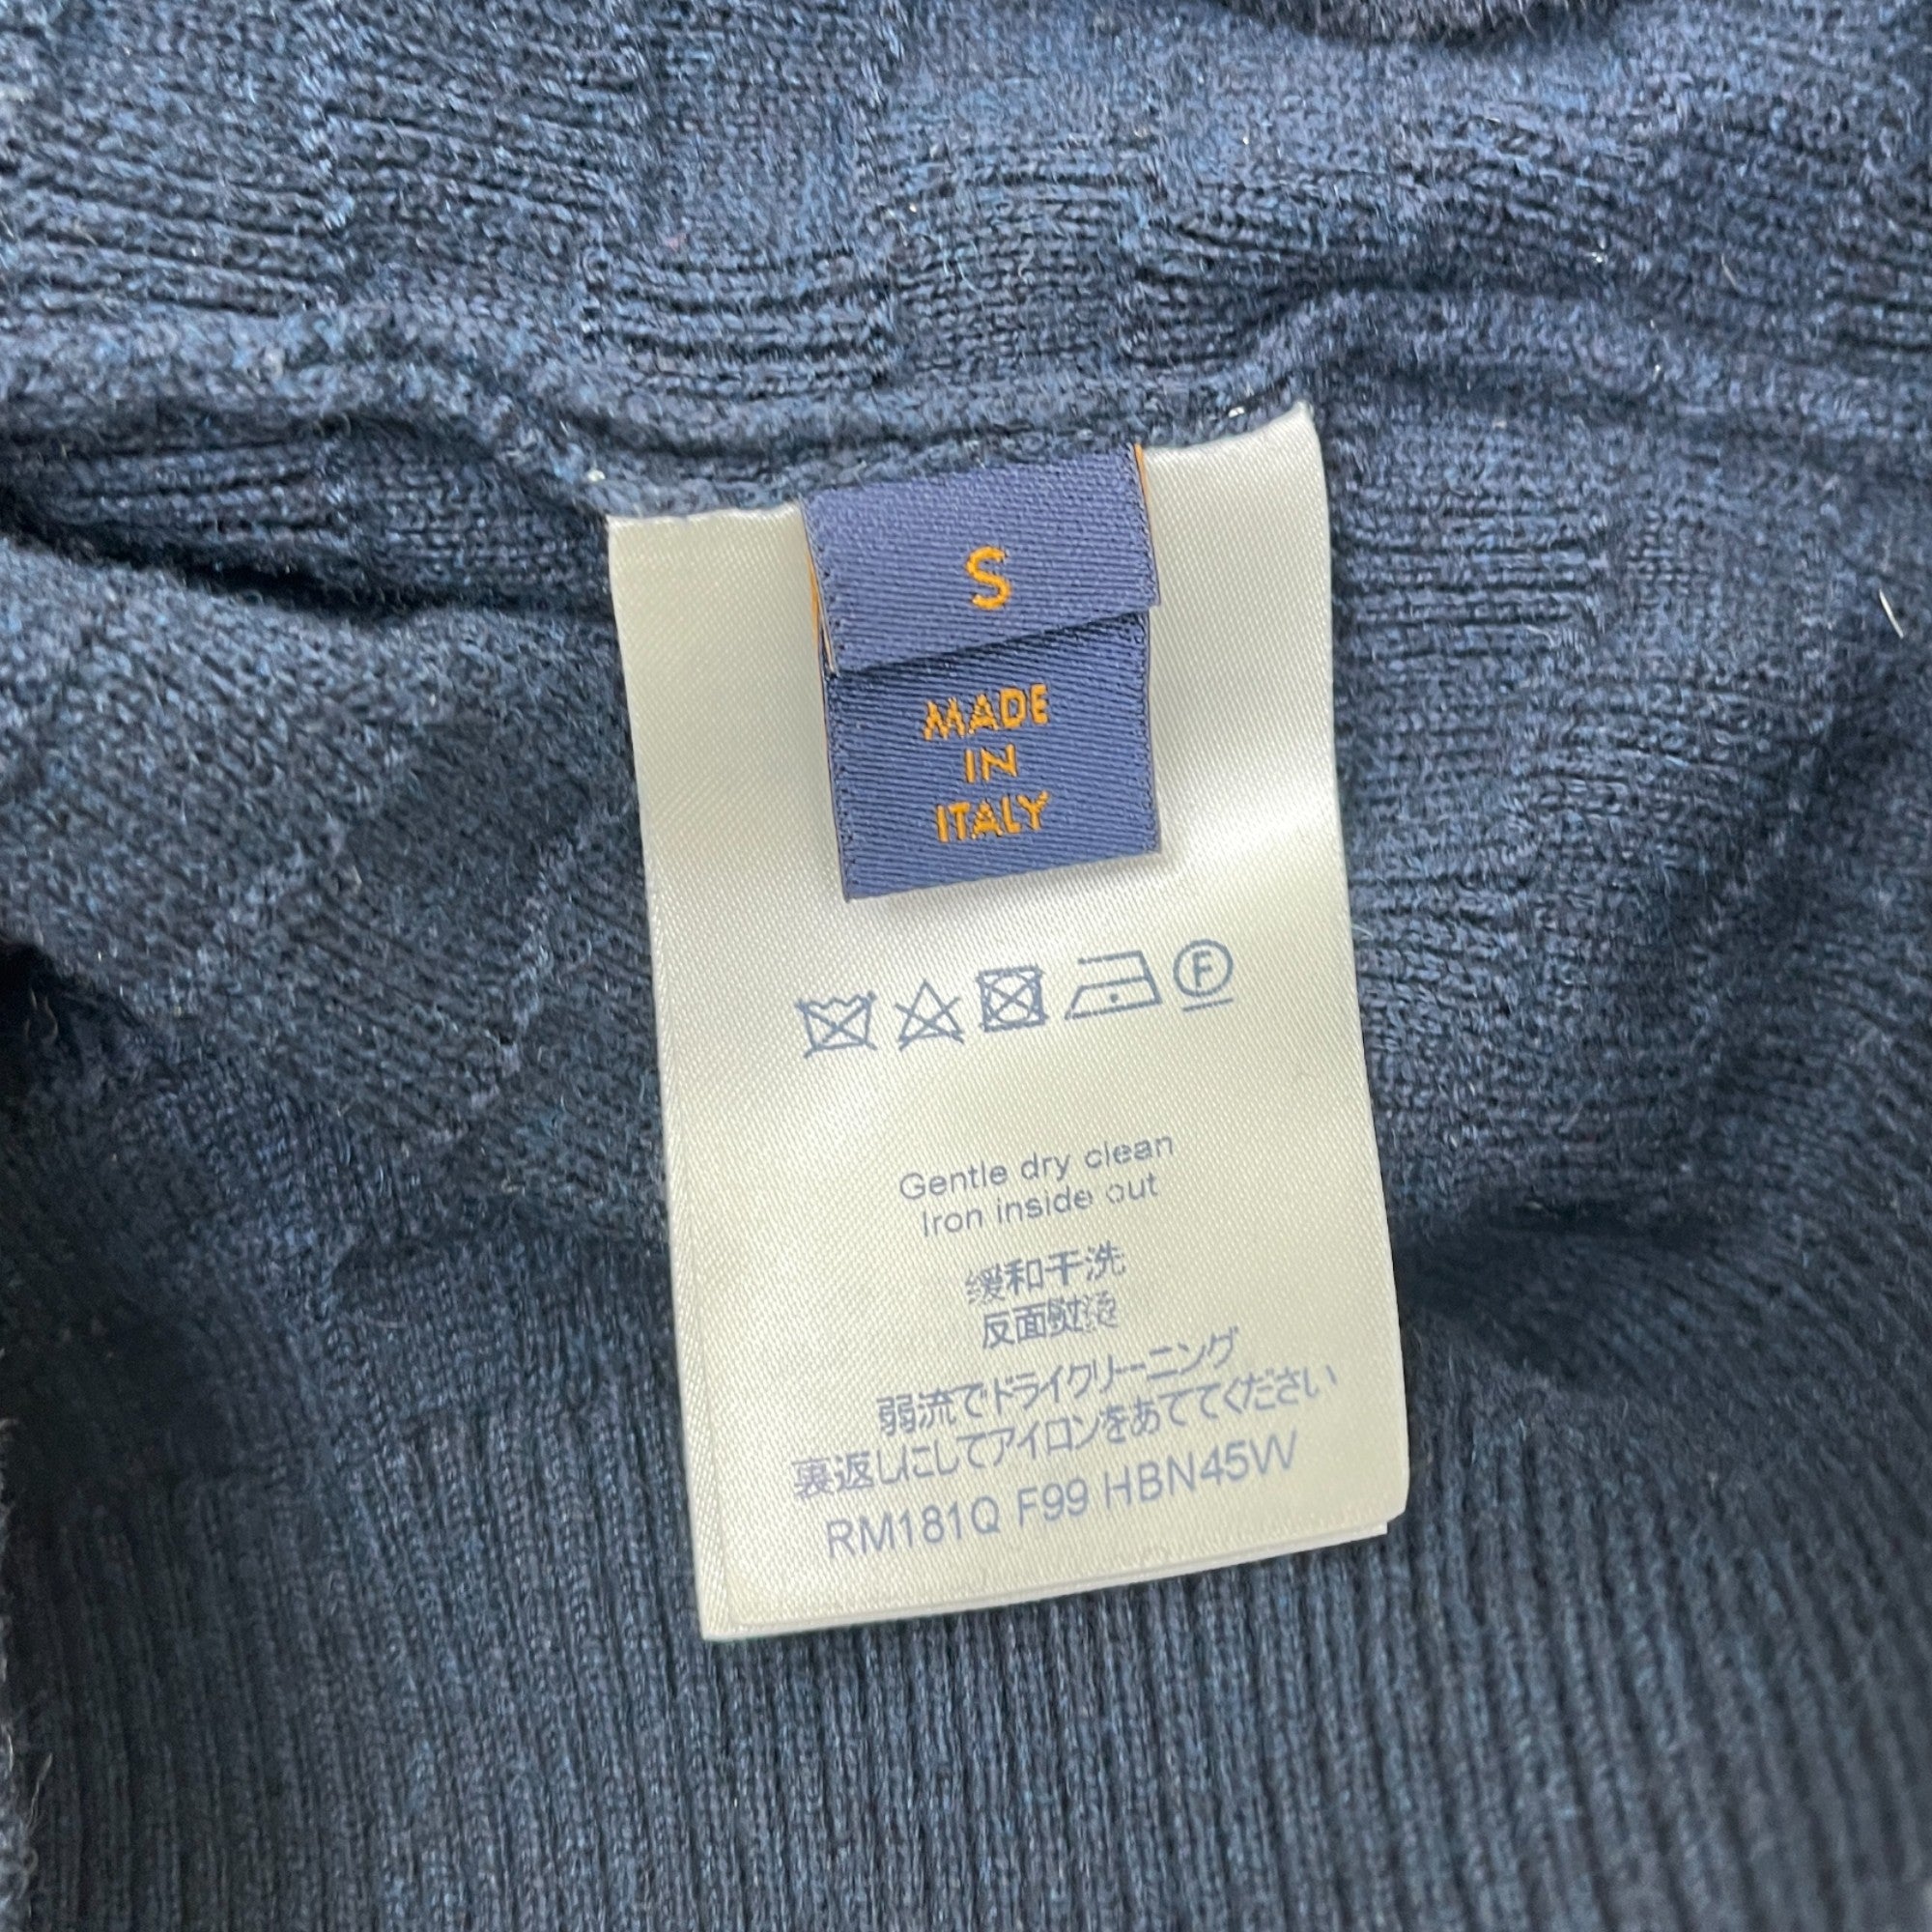 S
MADE
IN
ITALY
F
Gentle dry clean
Iron inside out
缓和干洗
反面熨烫
弱流でドライクリーニング
裏返しにしてアイロンをあててください
RM181Q F99 HBN45W